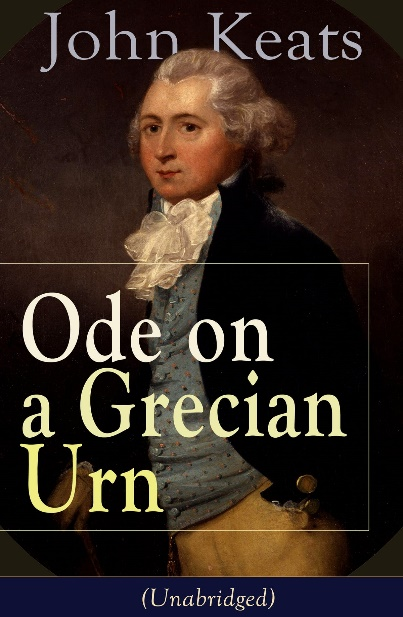 John Keats
Ode on
a Grecian
Urn
(Unabridged)